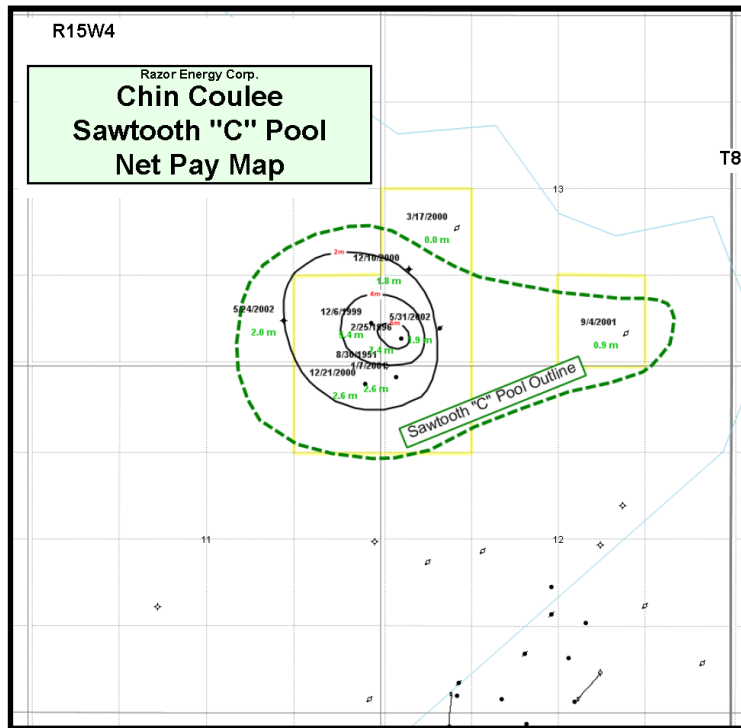 R15W4
Razor Energy Corp.
Chin Coulee
Sawtooth "C" Pool
Net Pay Map
T8
13
3/17/2000
0.0 m
2m
12/10/2000
1.8 m
4m
5/24/2002
2.0 m
12/6/1999
5/31/2002
9/4/2001
2/25/1996
5.4 m
1.9 m
0.9 m
7.4 m
8/30/1951
1/7/2001
12/21/2000
2.6 m
2.6 m
Sawtooth "C" Pool Outline
11
12